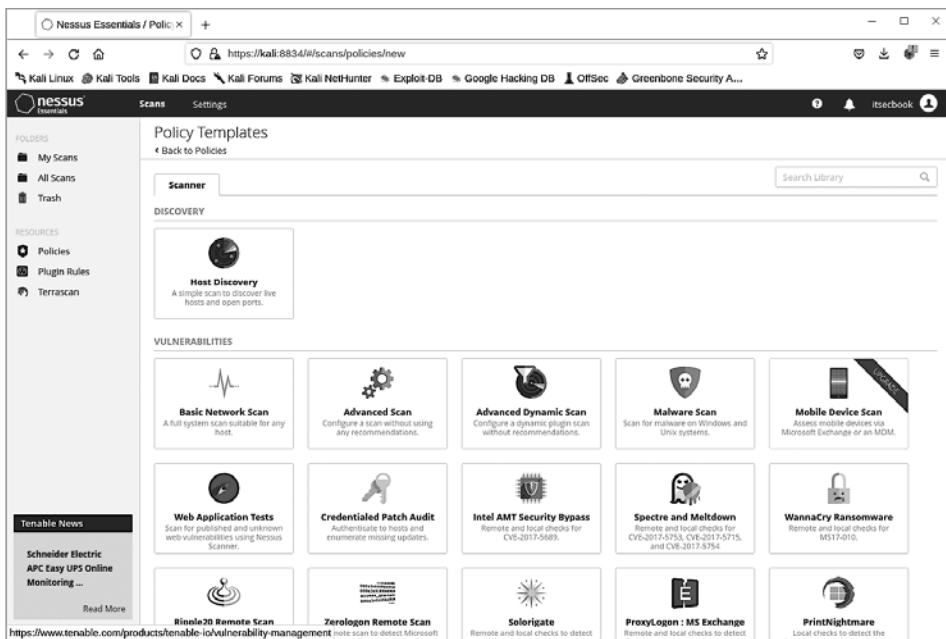 Nessus Essentials / Polic ×
+
https://kali:8834/#/scans/policies/new
Kali Linux Kali Tools Kali Docs Kali Forums Kali NetHunter Exploit-DB Google Hacking DB OffSec Greenbone Security A...
nessus Essentials Scans Settings itsecbook
FOLDERS
My Scans
All Scans
Trash
RESOURCES
Policies
Plugin Rules
Terrascan
Tenable News
Schneider Electric
APC Easy UPS Online
Monitoring ...
Read More
Policy Templates
Back to Policies
Scanner
Search Library
DISCOVERY
Host Discovery
A simple scan to discover live
hosts and open ports.
VULNERABILITIES
Basic Network Scan
A full system scan suitable for any
host.
Advanced Scan
Configure a scan without using
any recommendations.
Advanced Dynamic Scan
Configure a dynamic plugin scan
without recommendations.
Malware Scan
Scan for malware on Windows and
Unix systems.
UPGRADE
Mobile Device Scan
Assess mobile devices via
Microsoft Exchange or an MDM.
Web Application Tests
Scan for published and unknown
web vulnerabilities using Nessus
Scanner.
Credentialed Patch Audit
Authenticate to hosts and
enumerate missing updates.
Intel AMT Security Bypass
Remote and local checks for
CVE-2017-5689.
Spectre and Meltdown
Remote and local checks for
CVE-2017-5753, CVE-2017-5715,
and CVE-2017-5754
WannaCry Ransomware
Remote and local checks for
MS17-010.
Ripple20 Remote Scan
Zerologon Remote Scan
note scan to detect Microsoft
Solorigate
Remote and local checks to detect
ProxyLogon : MS Exchange
Remote and local checks to detect
PrintNightmare
Local checks to detect the
https://www.tenable.com/products/tenable-io/vulnerability-management